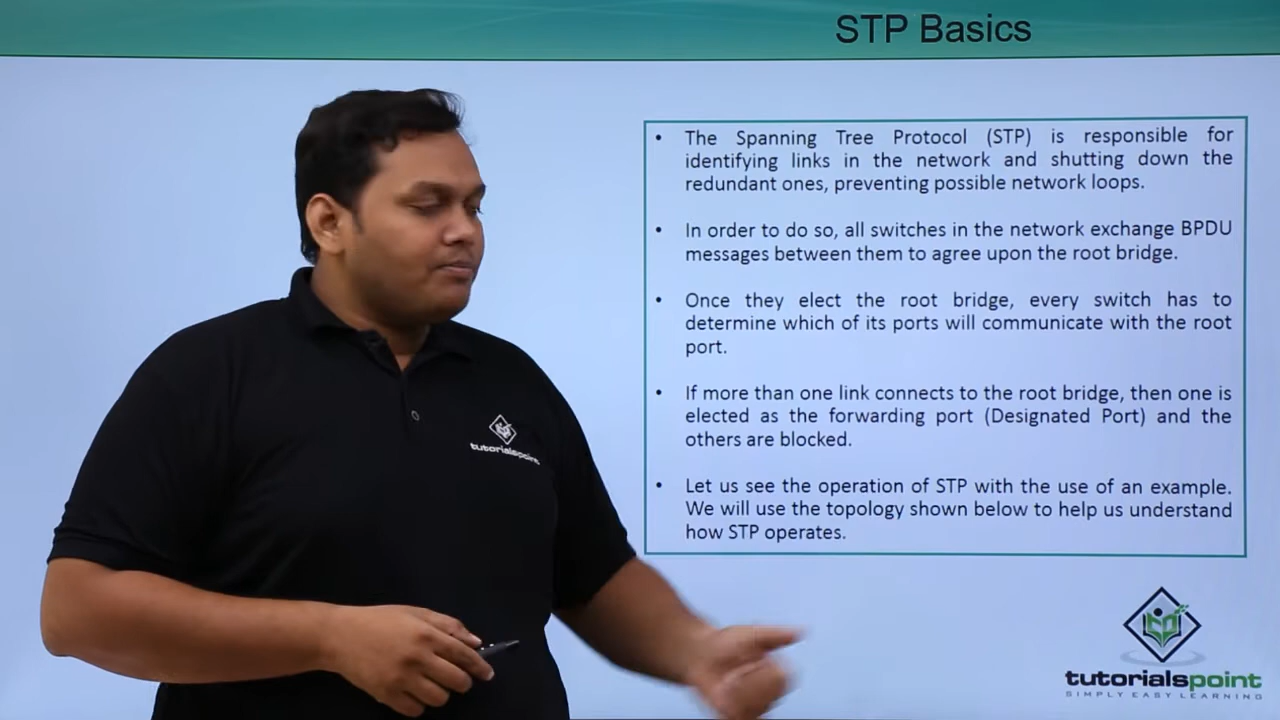 STP Basics
• The Spanning Tree Protocol (STP) is responsible for
identifying links in the network and shutting down the
redundant ones, preventing possible network loops.
• In order to do so, all switches in the network exchange BPDU
messages between them to agree upon the root bridge.
• Once they elect the root bridge, every switch has to
determine which of its ports will communicate with the root
port.
• If more than one link connects to the root bridge, then one is
elected as the forwarding port (Designated Port) and the
others are blocked.
• Let us see the operation of STP with the use of an example.
We will use the topology shown below to help us understand
how STP operates.
tutorialspoint
tutorialspoint
SIMPLY EASY LEARNING